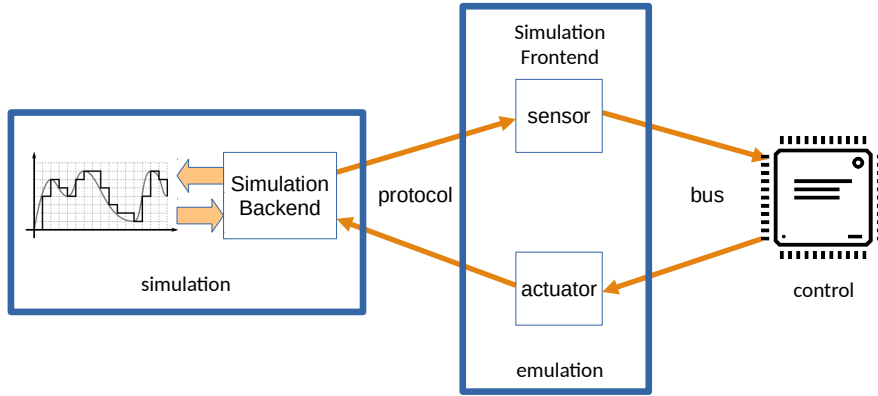 Simulation
Frontend
sensor
Simulation
Backend
protocol
bus
simulation
actuator
control
emulation